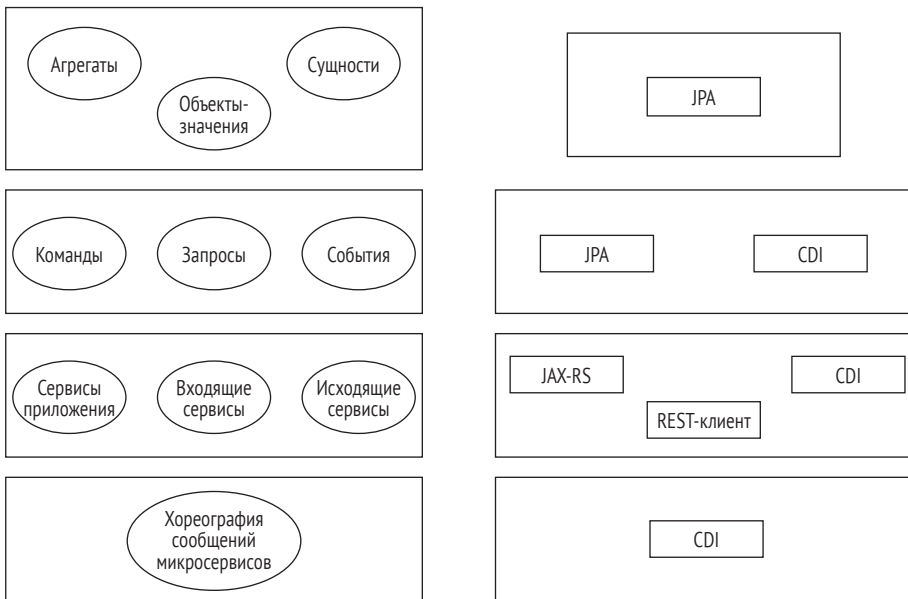 Агрегаты
Сущности
Объекты-
значения
JPA
Команды
Запросы
События
JPA
CDI
Сервисы
приложения
Входящие
сервисы
Исходящие
сервисы
JAX-RS
CDI
REST-клиент
Хореография
сообщений
микросервисов
CDI